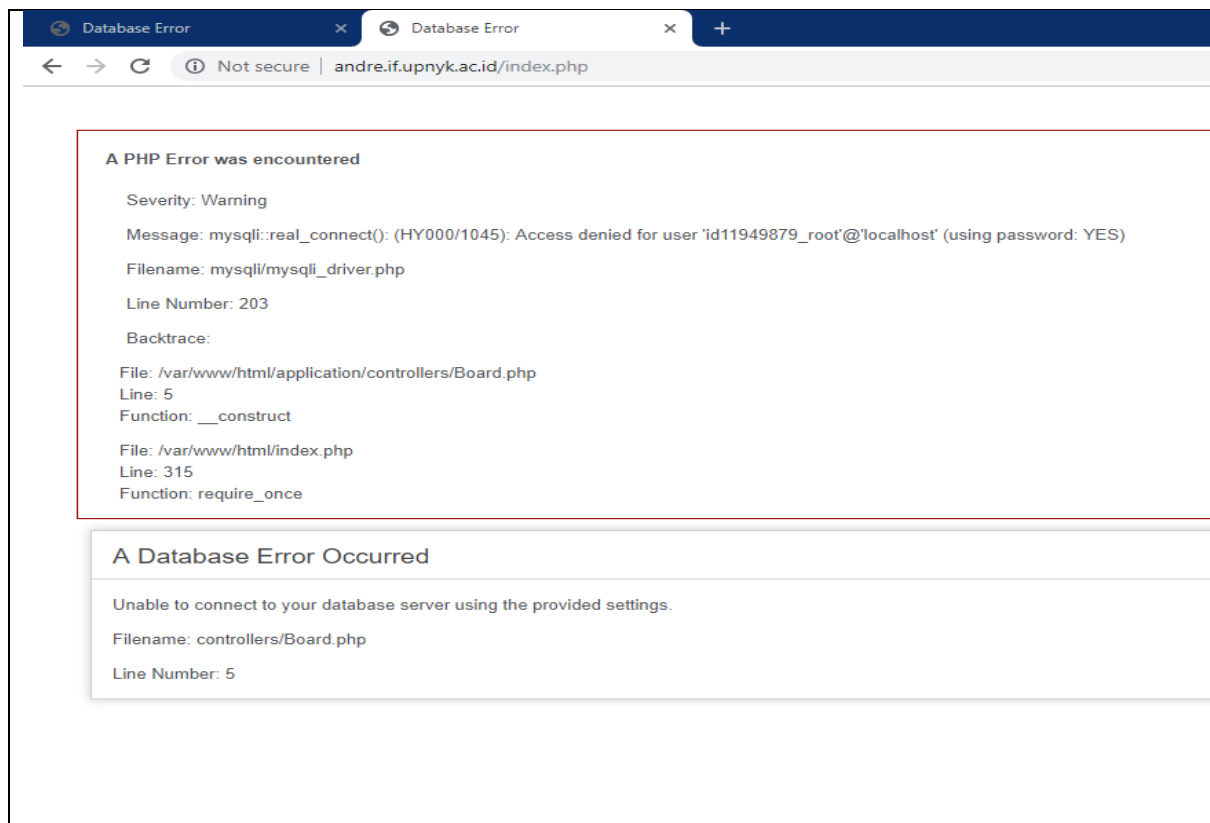 Database Error
Database Error
Not secure | andre.if.upnyk.ac.id/index.php
A PHP Error was encountered
Severity: Warning
Message: mysqli::real_connect(): (HY000/1045): Access denied for user 'id11949879_root'@'localhost' (using password: YES)
Filename: mysqli/mysqli_driver.php
Line Number: 203
Backtrace:
File: /var/www/html/application/controllers/Board.php
Line: 5
Function: __construct
File: /var/www/html/index.php
Line: 315
Function: require_once
A Database Error Occurred
Unable to connect to your database server using the provided settings.
Filename: controllers/Board.php
Line Number: 5